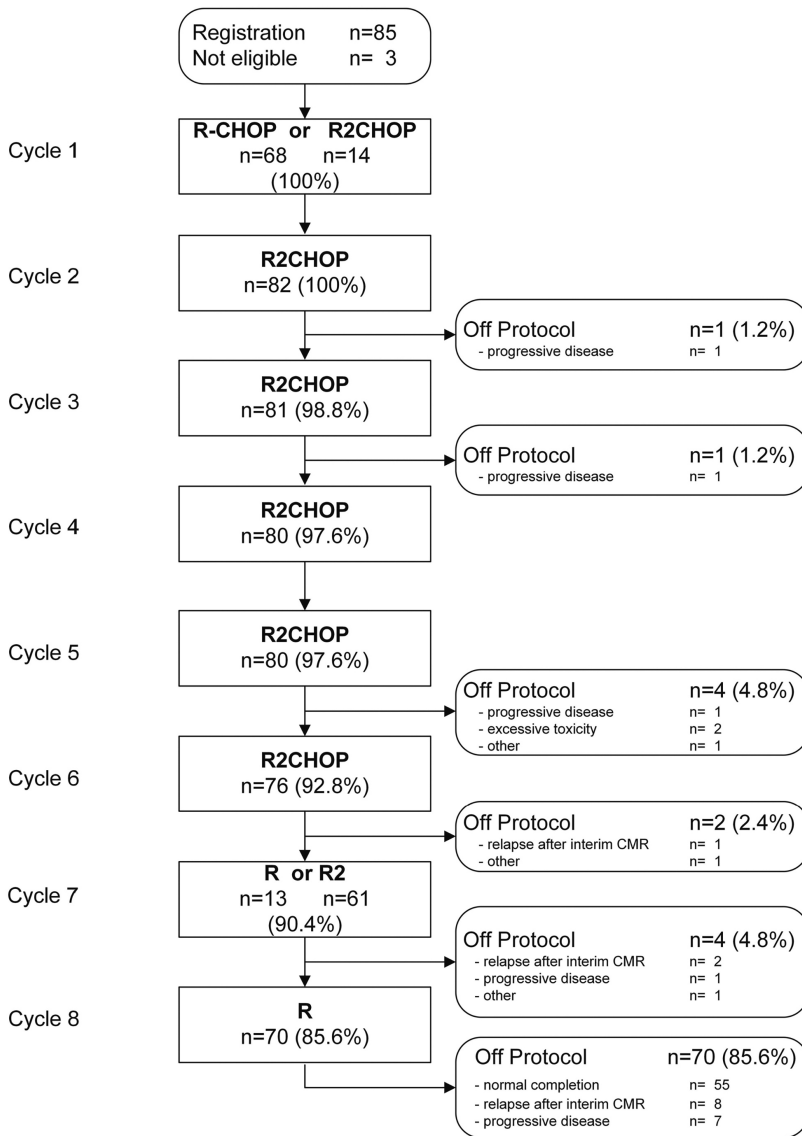 Registration n=85
Not eligible n= 3
Cycle 1
R-CHOP or R2CHOP
n=68 n=14
(100%)
Cycle 2
R2CHOP
n=82 (100%)
Off Protocol n=1 (1.2%)
- progressive disease n= 1
Cycle 3
R2CHOP
n=81 (98.8%)
Off Protocol n=1 (1.2%)
- progressive disease n= 1
Cycle 4
R2CHOP
n=80 (97.6%)
Cycle 5
R2CHOP
n=80 (97.6%)
Off Protocol n=4 (4.8%)
- progressive disease n= 1
- excessive toxicity n= 2
- other n= 1
Cycle 6
R2CHOP
n=76 (92.8%)
Off Protocol n=2 (2.4%)
- relapse after interim CMR n= 1
- other n= 1
Cycle 7
R or R2
n=13 n=61
(90.4%)
Off Protocol n=4 (4.8%)
- relapse after interim CMR n= 2
- progressive disease n= 1
- other n= 1
Cycle 8
R
n=70 (85.6%)
Off Protocol n=70 (85.6%)
- normal completion n= 55
- relapse after interim CMR n= 8
- progressive disease n= 7